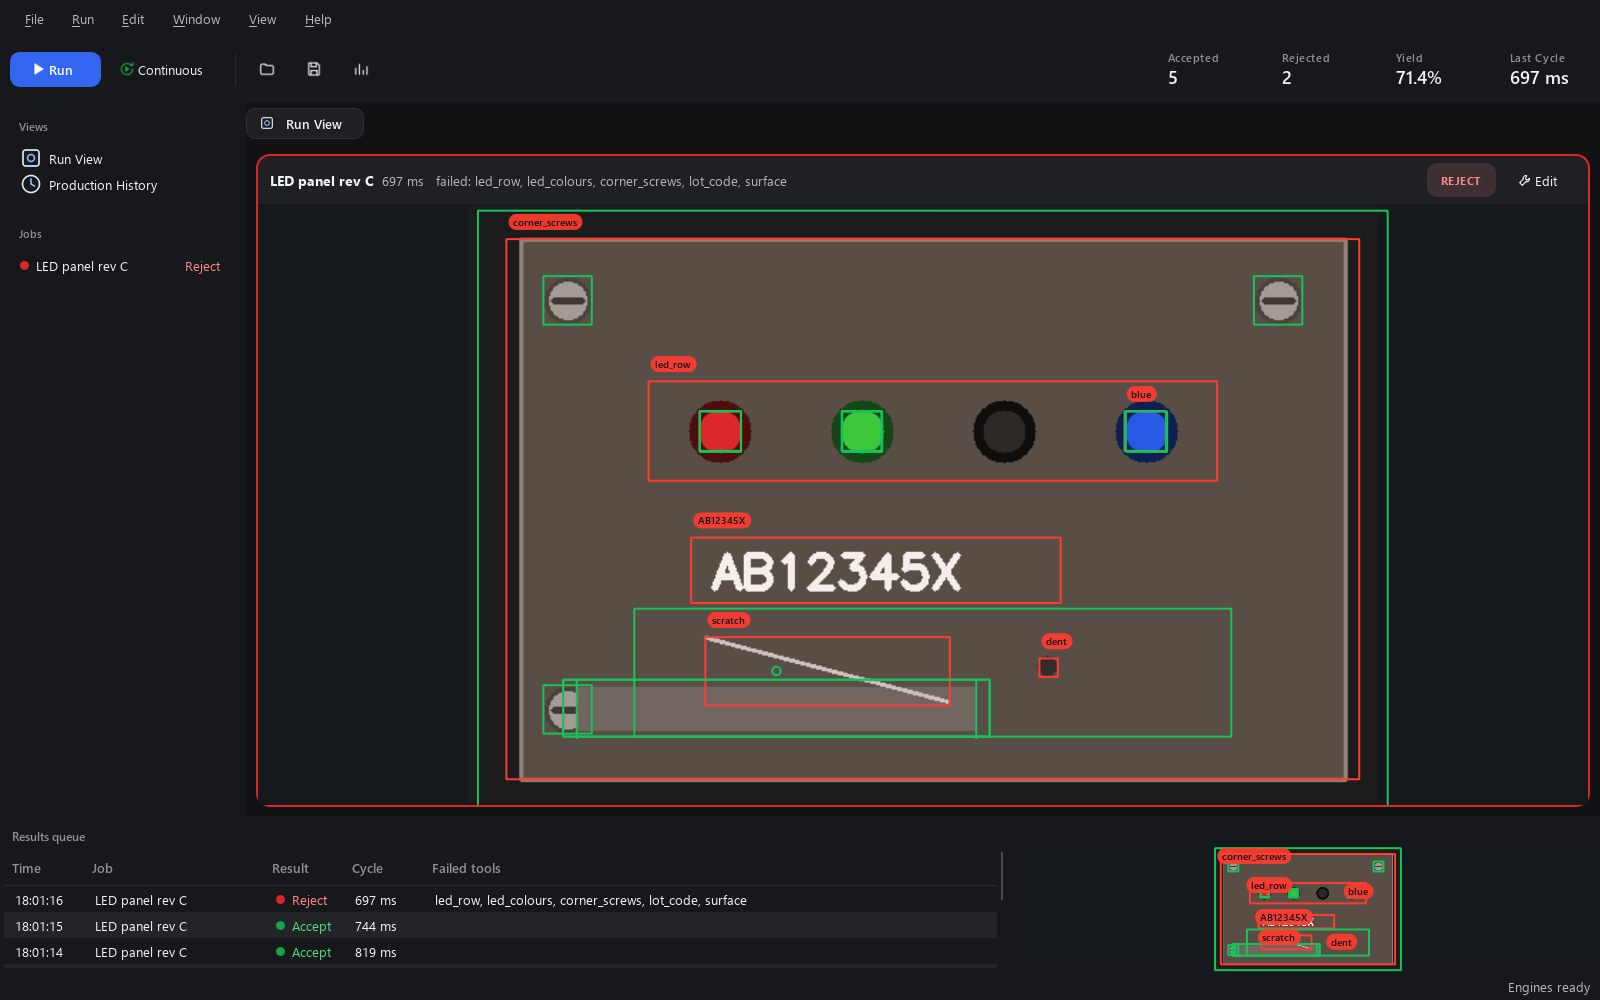 File Run Edit Window View Help
Run Continuous
Accepted Rejected Yield Last Cycle
5 2 71.4% 697 ms
Views
Run View
Production History
Jobs
LED panel rev C Reject
Run View
LED panel rev C 697 ms failed: led_row, led_colours, corner_screws, lot_code, surface REJECT Edit
corner_screws
led_row
blue
AB12345X
AB12345X
scratch
dent
Results queue
Time Job Result Cycle Failed tools
18:01:16 LED panel rev C Reject 697 ms led_row, led_colours, corner_screws, lot_code, surface
18:01:15 LED panel rev C Accept 744 ms
18:01:14 LED panel rev C Accept 819 ms
corner_screws
led_row
blue
AB12345X
scratch
dent
Engines ready